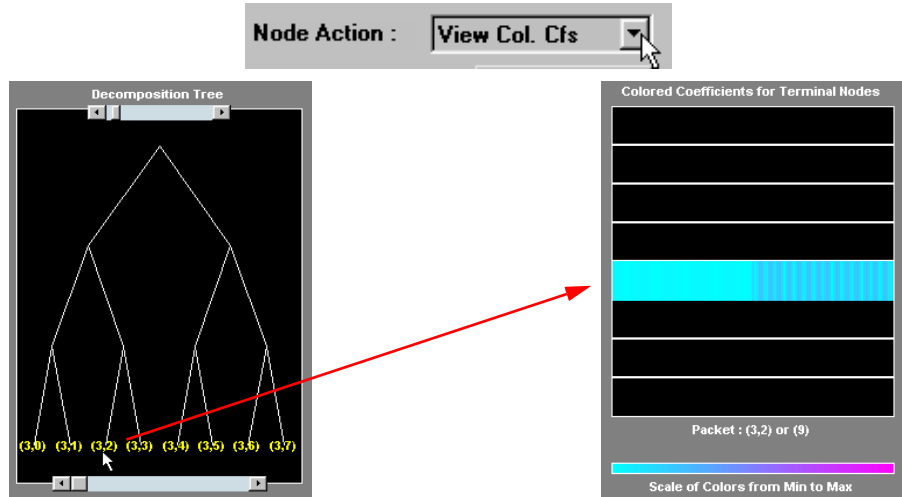 Node Action : View Col. Cfs
Decomposition Tree
(3,0) (3,1) (3,2) (3,3) (3,4) (3,5) (3,6) (3,7)
Colored Coefficients for Terminal Nodes
Packet : (3,2) or (9)
Scale of Colors from Min to Max